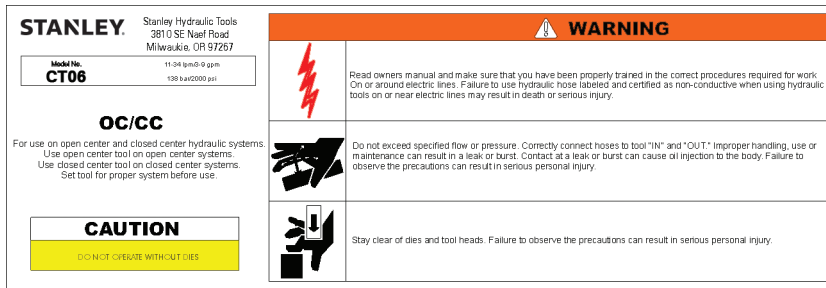 STANLEY.
Stanley Hydraulic Tools
3810 SE Naef Road
Milwaukie, OR 97267
Model No.
CT06
11-34 lpm/3-9 gpm
138 bar/2000 psi
OC/CC
For use on open center and closed center hydraulic systems.
Use open center tool on open center systems.
Use closed center tool on closed center systems.
Set tool for proper system before use.
CAUTION
DO NOT OPERATE WITHOUT DIES
WARNING
Read owners manual and make sure that you have been properly trained in the correct procedures required for work
On or around electric lines. Failure to use hydraulic hose labeled and certified as non-conductive when using hydraulic
tools on or near electric lines may result in death or serious injury.
Do not exceed specified flow or pressure. Correctly connect hoses to tool "IN" and "OUT." Improper handling, use or
maintenance can result in a leak or burst. Contact at a leak or burst can cause oil injection to the body. Failure to
observe the precautions can result in serious personal injury.
Stay clear of dies and tool heads. Failure to observe the precautions can result in serious personal injury.